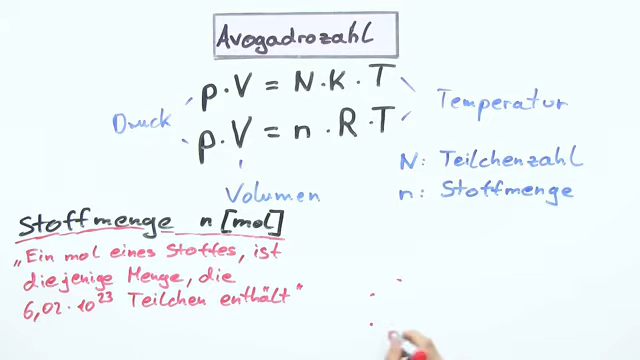 Avogadrozahl
p · V = N · K · T
p · V = n · R · T
Druck
Temperatur
Volumen
N: Teilchenzahl
n: Stoffmenge
Stoffmenge n [mol]
„Ein mol eines Stoffes, ist
diejenige Menge, die
6,02 · 10²³ Teilchen enthält"